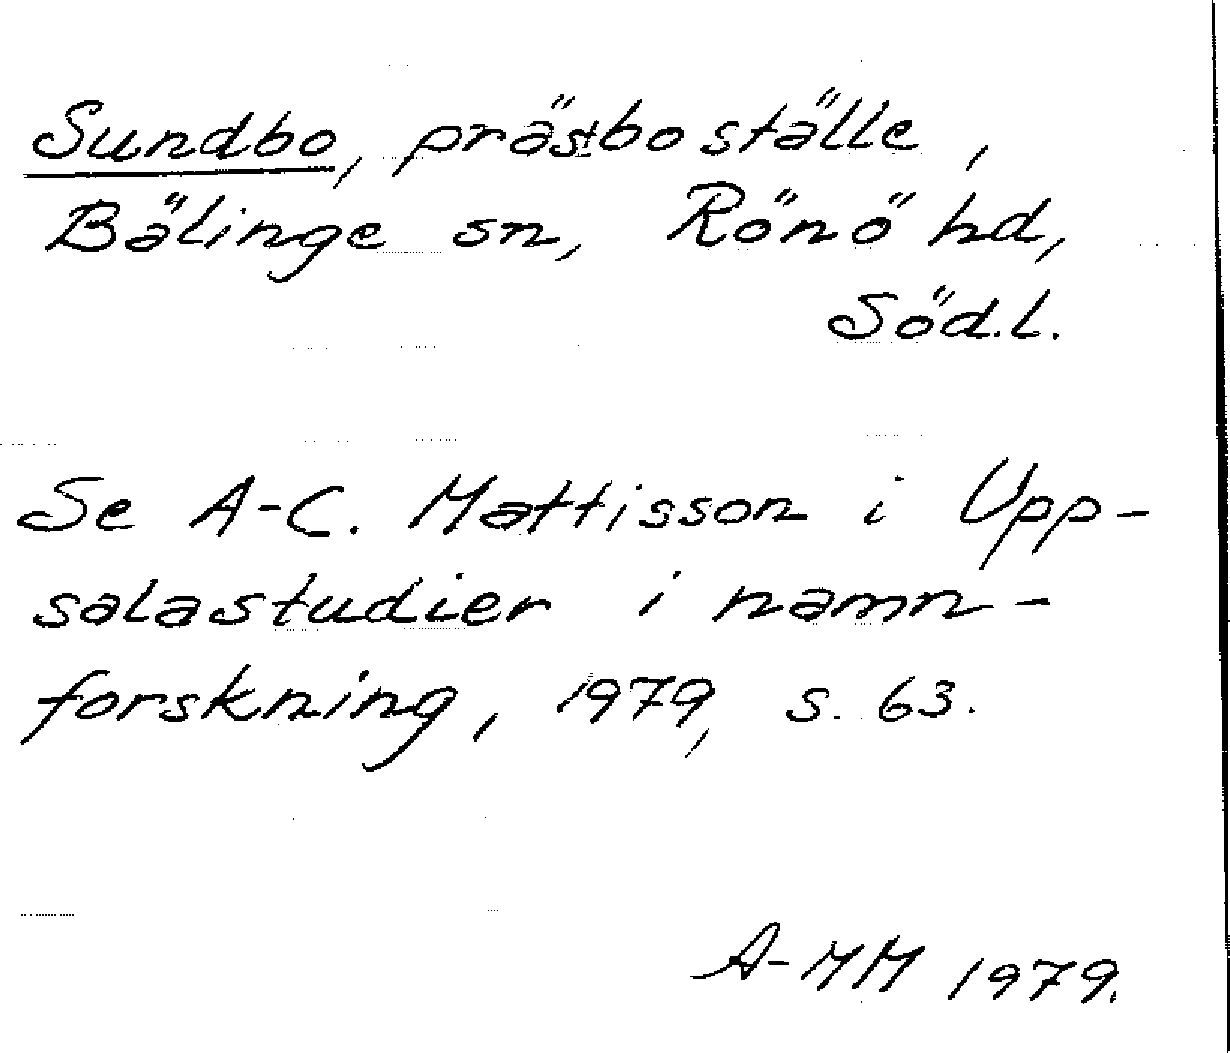 Sundbo, prästboställe,
Bälinge sn, Rönö hd,
Söd.l.
Se A-C. Mattisson i Upp-
salastudier i namn-
forskning, 1979, s. 63.
A-MM 1979.